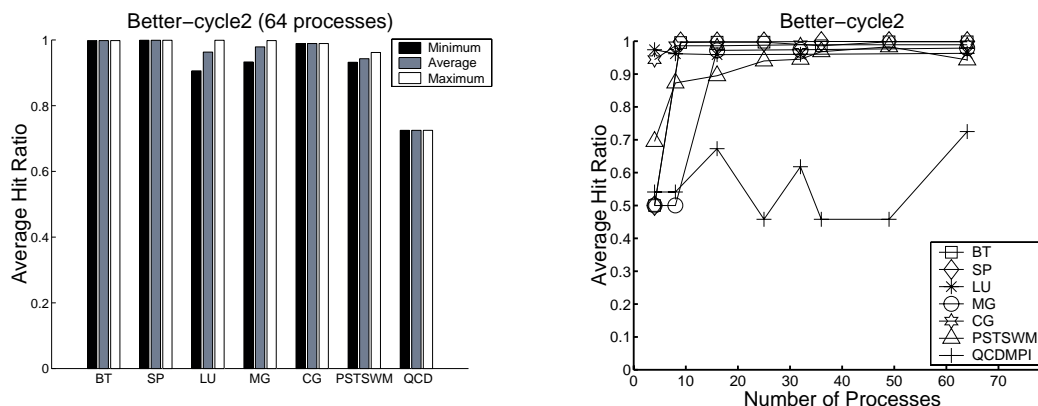 Better-cycle2 (64 processes)
Average Hit Ratio
1
0.8
0.6
0.4
0.2
0
Minimum
Average
Maximum
BT SP LU MG CG PSTSWM QCD
Better-cycle2
Average Hit Ratio
1
0.9
0.8
0.7
0.6
0.5
0.4
0.3
0.2
0.1
0
BT
SP
LU
MG
CG
PSTSWM
QCDMPI
0 10 20 30 40 50 60 70
Number of Processes